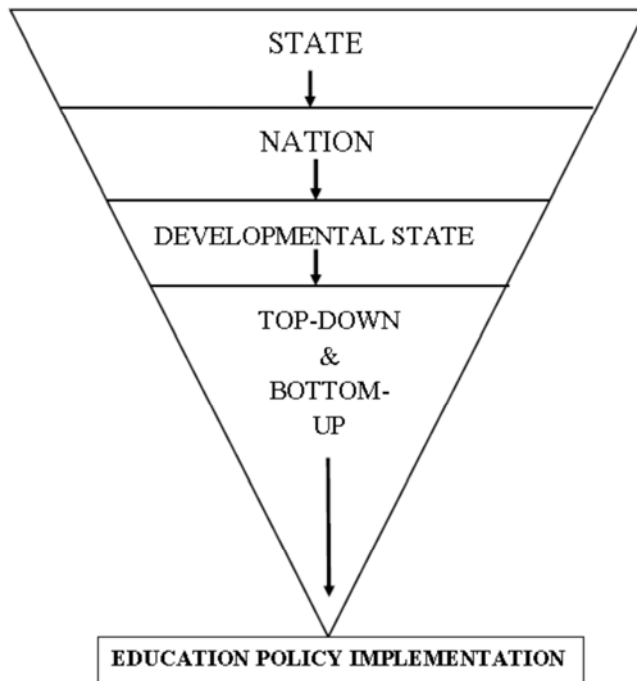 STATE
NATION
DEVELOPMENTAL STATE
TOP-DOWN
&
BOTTOM-
UP
EDUCATION POLICY IMPLEMENTATION